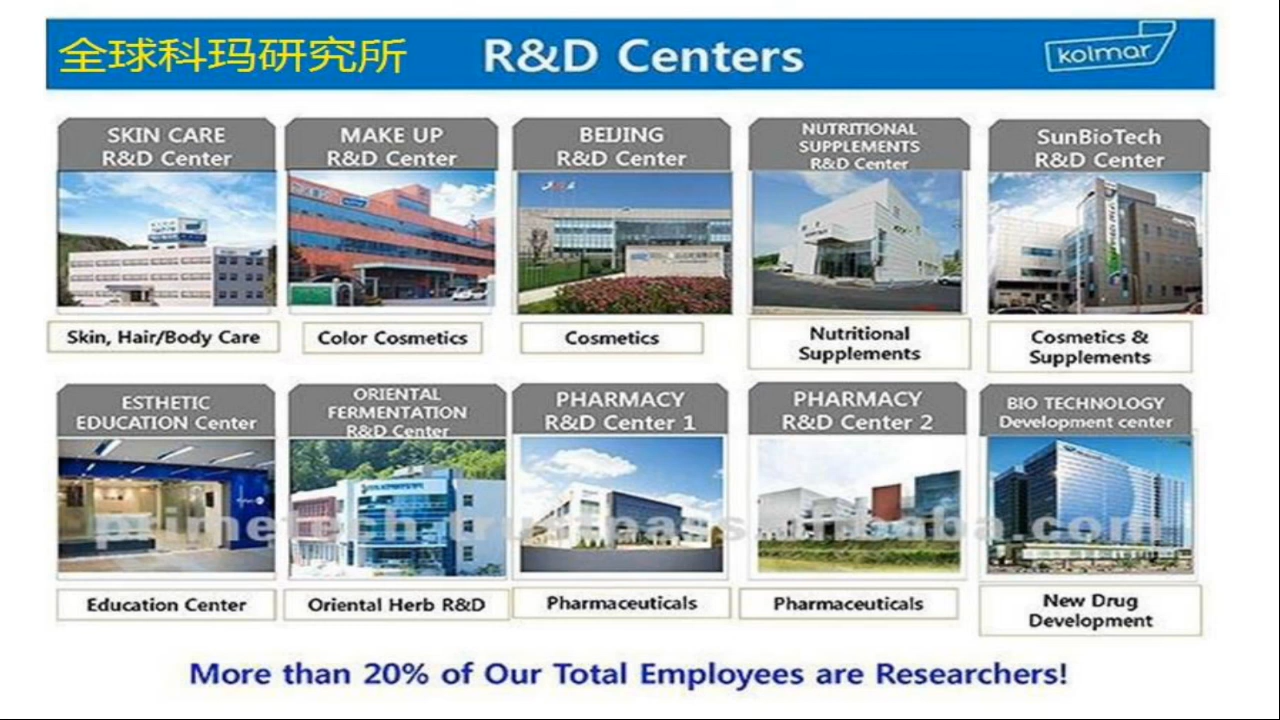 全球科玛研究所
R&D Centers
kolmar
SKIN CARE
R&D Center
MAKE UP
R&D Center
BEIJING
R&D Center
NUTRITIONAL
SUPPLEMENTS
R&D Center
SunBioTech
R&D Center
Skin, Hair/Body Care
Color Cosmetics
Cosmetics
Nutritional
Supplements
Cosmetics &
Supplements
ESTHETIC
EDUCATION Center
ORIENTAL
FERMENTATION
R&D Center
PHARMACY
R&D Center 1
PHARMACY
R&D Center 2
BIO TECHNOLOGY
Development center
Education Center
Oriental Herb R&D
Pharmaceuticals
Pharmaceuticals
New Drug
Development
More than 20% of Our Total Employees are Researchers!